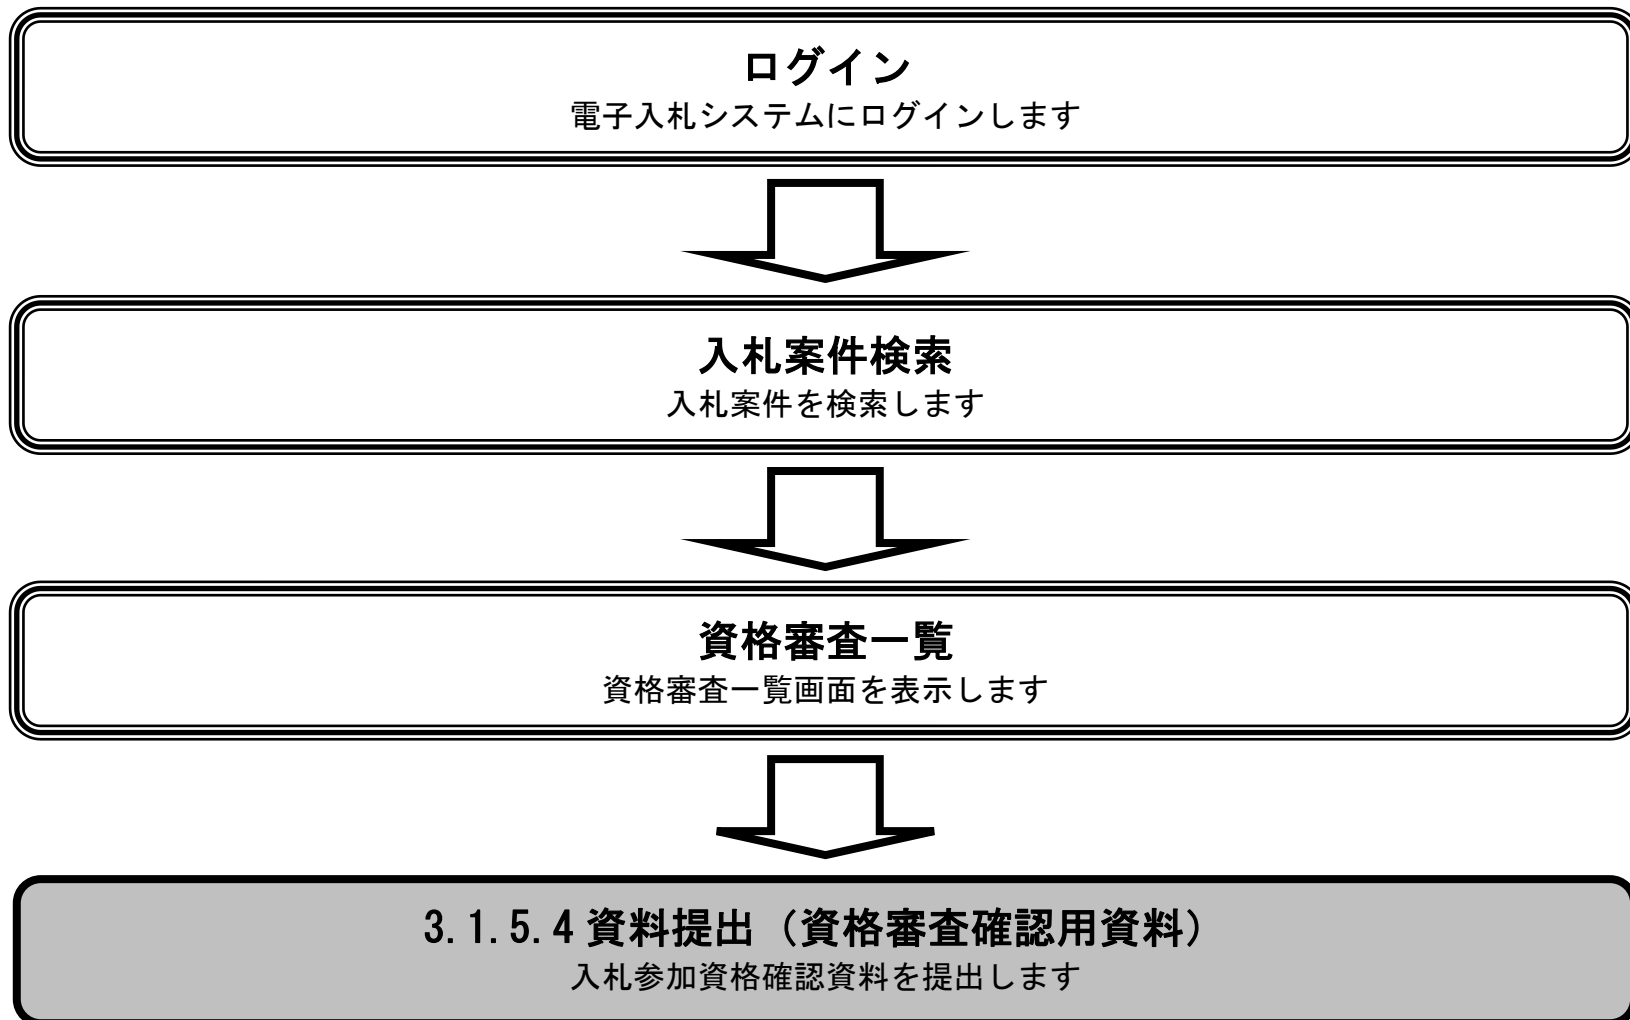 ログイン
電子入札システムにログインします
入札案件検索
入札案件を検索します
資格審査一覧
資格審査一覧画面を表示します
3.1.5.4 資料提出（資格審査確認用資料）
入札参加資格確認資料を提出します